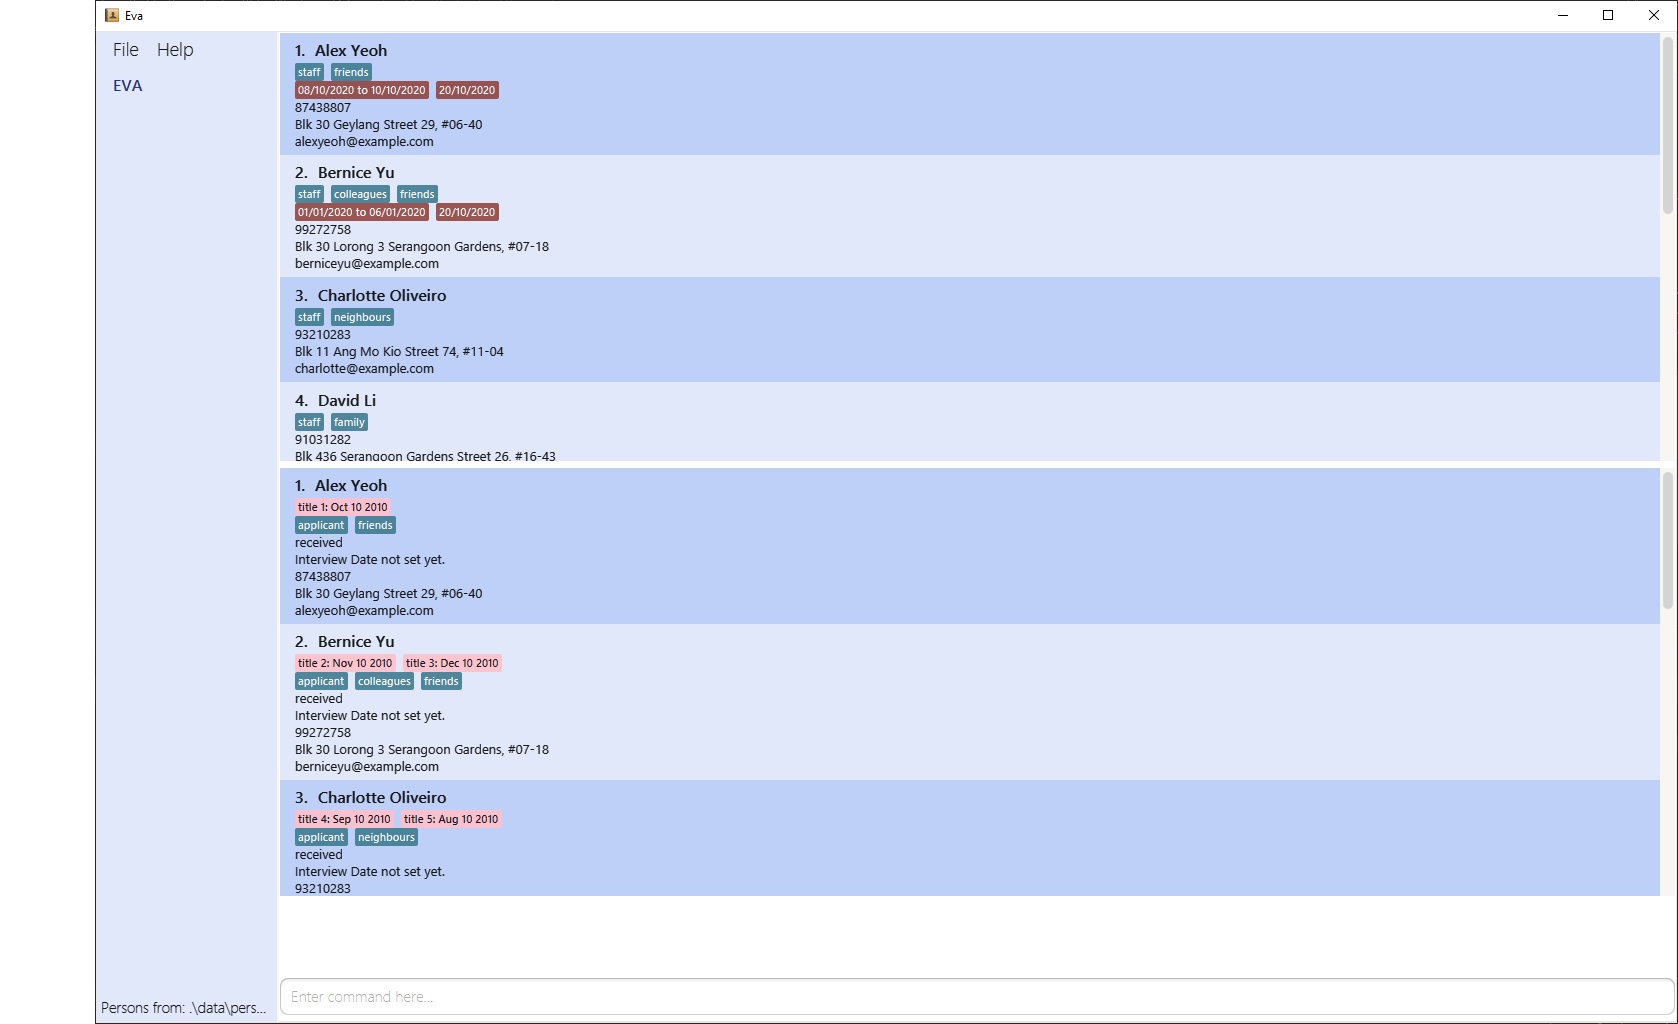 Eva
File Help
EVA
1. Alex Yeoh
staff friends
08/10/2020 to 10/10/2020 20/10/2020
87438807
Blk 30 Geylang Street 29, #06-40
alexyeoh@example.com
2. Bernice Yu
staff colleagues friends
01/01/2020 to 06/01/2020 20/10/2020
99272758
Blk 30 Lorong 3 Serangoon Gardens, #07-18
berniceyu@example.com
3. Charlotte Oliveiro
staff neighbours
93210283
Blk 11 Ang Mo Kio Street 74, #11-04
charlotte@example.com
4. David Li
staff family
91031282
Blk 436 Serangoon Gardens Street 26, #16-43
1. Alex Yeoh
title 1: Oct 10 2010
applicant friends
received
Interview Date not set yet.
87438807
Blk 30 Geylang Street 29, #06-40
alexyeoh@example.com
2. Bernice Yu
title 2: Nov 10 2010 title 3: Dec 10 2010
applicant colleagues friends
received
Interview Date not set yet.
99272758
Blk 30 Lorong 3 Serangoon Gardens, #07-18
berniceyu@example.com
3. Charlotte Oliveiro
title 4: Sep 10 2010 title 5: Aug 10 2010
applicant neighbours
received
Interview Date not set yet.
93210283
Enter command here...
Persons from: .\data\pers...